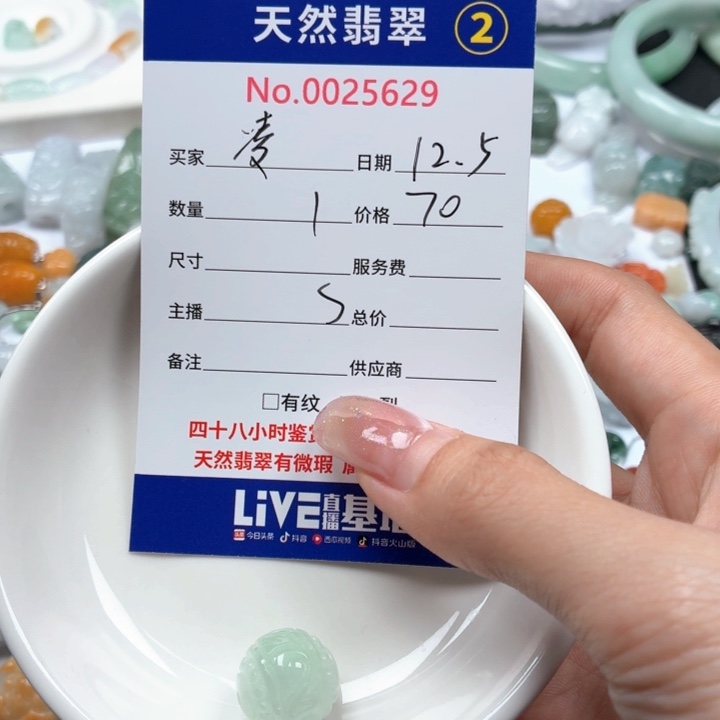 天然翡翠 2
No.0025629
买家 凌 日期 12.5
数量 1 价格 70
尺寸 服务费
主播 S 总价
备注 供应商
□有纹
四十八小时鉴赏
天然翡翠有微瑕
LiVE直播基地
今日头条 抖音 西瓜视频 抖音火山版